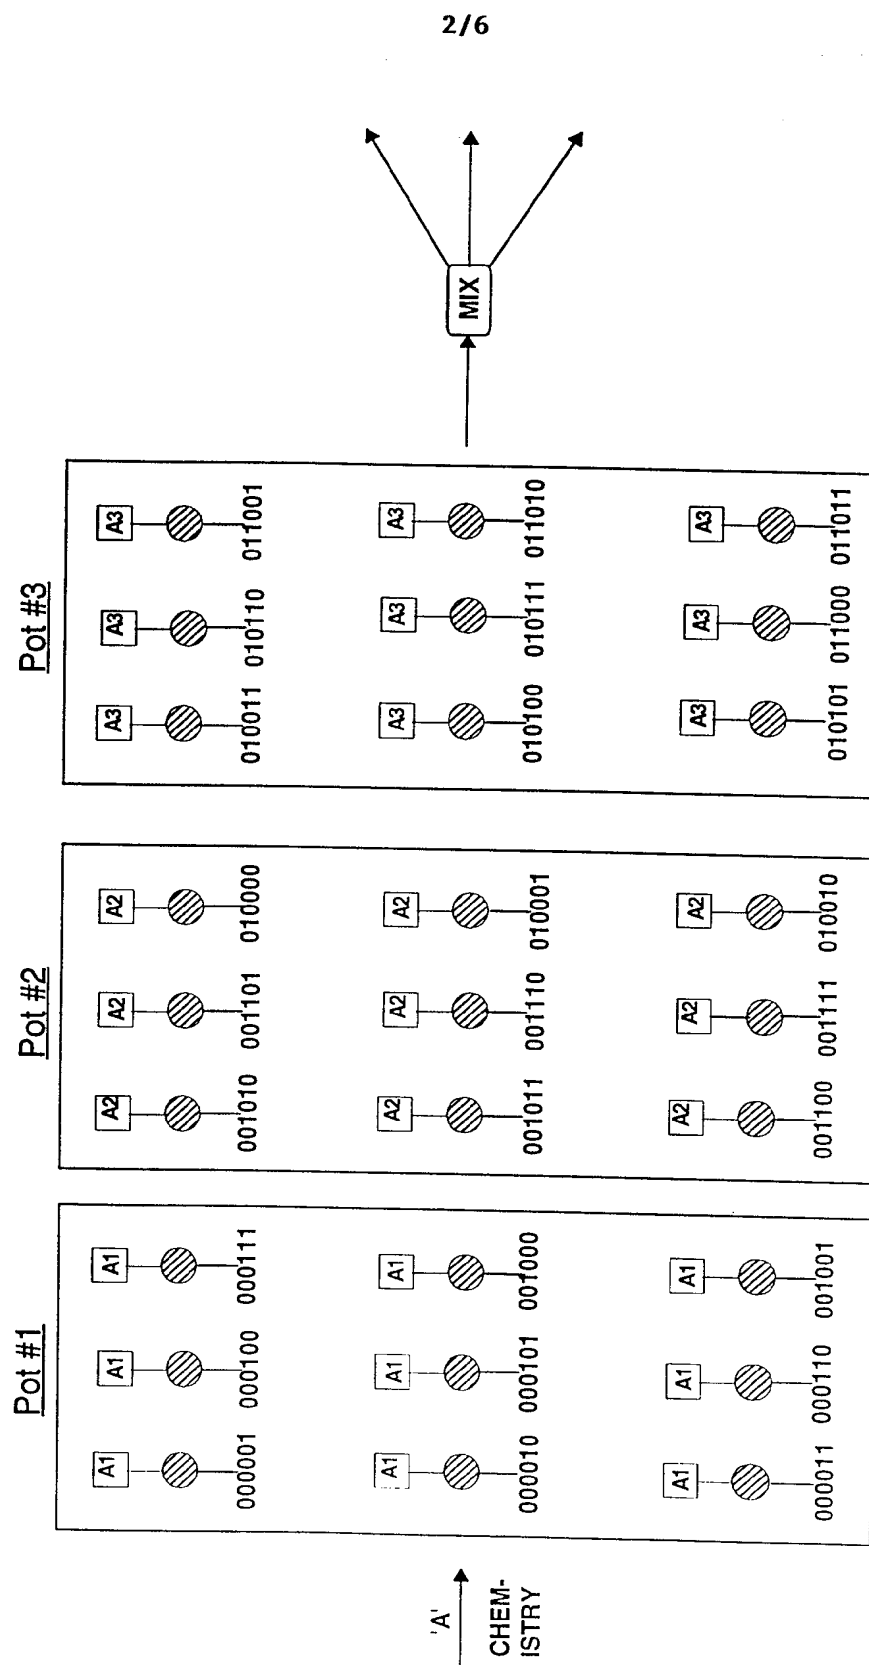 2/6
'A'
CHEM-
ISTRY
Pot #1
A1 A1 A1
000001 000100 000111
A1 A1 A1
000010 000101 001000
A1 A1 A1
000011 000110 001001
Pot #2
A2 A2 A2
001010 001101 010000
A2 A2 A2
001011 001110 010001
A2 A2 A2
001100 001111 010010
Pot #3
A3 A3 A3
010011 010110 011001
A3 A3 A3
010100 010111 011010
A3 A3 A3
010101 011000 011011
MIX